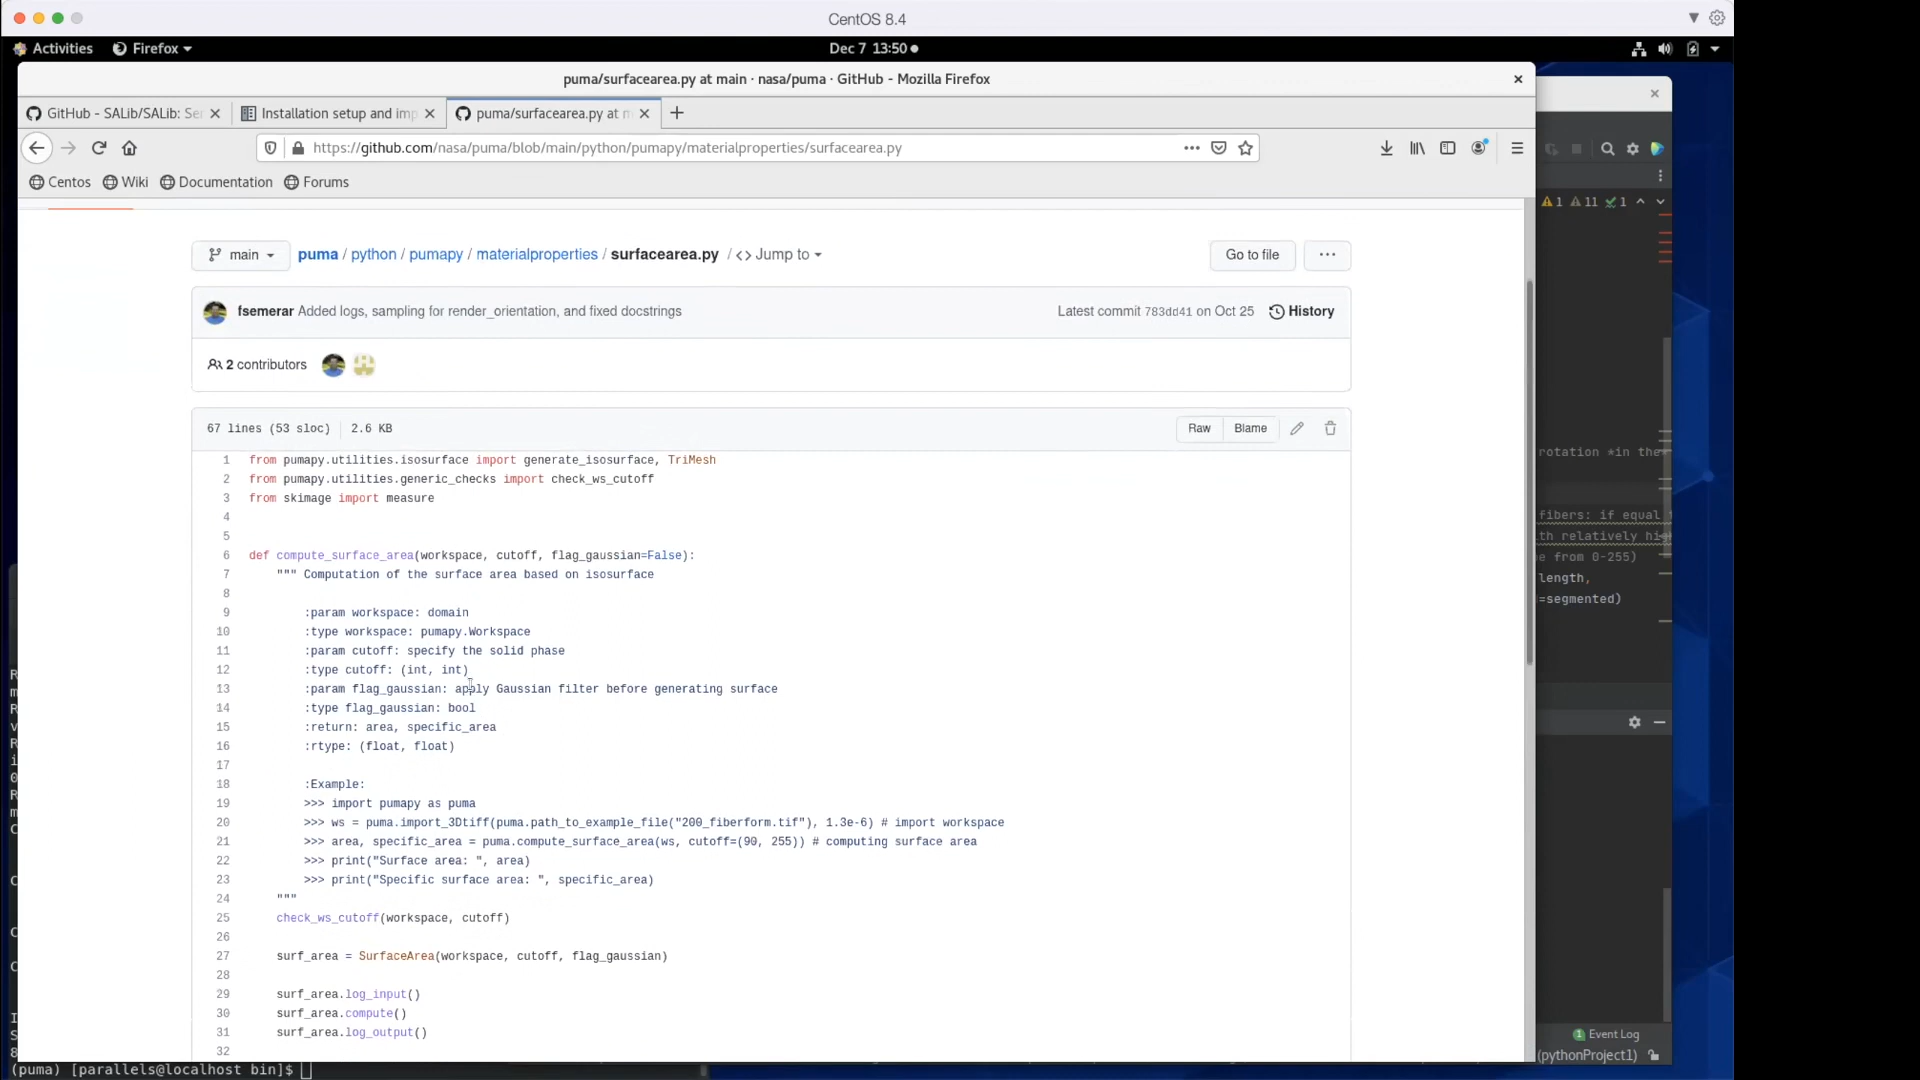 CentOS 8.4
Activities Firefox Dec 7 13:50
puma/surfacearea.py at main · nasa/puma · GitHub - Mozilla Firefox
GitHub - SALib/SALib: Se
Installation setup and imp
puma/surfacearea.py at m
https://github.com/nasa/puma/blob/main/python/pumapy/materialproperties/surfacearea.py
Centos Wiki Documentation Forums
main puma / python / pumapy / materialproperties / surfacearea.py / <> Jump to Go to file ...
fsemerar Added logs, sampling for render_orientation, and fixed docstrings Latest commit 783dd41 on Oct 25 History
2 contributors
67 lines (53 sloc) 2.6 KB Raw Blame
1 from pumapy.utilities.isosurface import generate_isosurface, TriMesh
2 from pumapy.utilities.generic_checks import check_ws_cutoff
3 from skimage import measure
4
5
6 def compute_surface_area(workspace, cutoff, flag_gaussian=False):
7 """ Computation of the surface area based on isosurface
8
9 :param workspace: domain
10 :type workspace: pumapy.Workspace
11 :param cutoff: specify the solid phase
12 :type cutoff: (int, int)
13 :param flag_gaussian: apply Gaussian filter before generating surface
14 :type flag_gaussian: bool
15 :return: area, specific_area
16 :rtype: (float, float)
17
18 :Example:
19 >>> import pumapy as puma
20 >>> ws = puma.import_3Dtiff(puma.path_to_example_file("200_fiberform.tif"), 1.3e-6) # import workspace
21 >>> area, specific_area = puma.compute_surface_area(ws, cutoff=(90, 255)) # computing surface area
22 >>> print("Surface area: ", area)
23 >>> print("Specific surface area: ", specific_area)
24 """
25 check_ws_cutoff(workspace, cutoff)
26
27 surf_area = SurfaceArea(workspace, cutoff, flag_gaussian)
28
29 surf_area.log_input()
30 surf_area.compute()
31 surf_area.log_output()
32
1 11 1
rotation *in the
fibers: if equal
th relatively hig
e from 0-255)
length,
=segmented)
1 Event Log
(pythonProject1)
(puma) [parallels@localhost bin]$